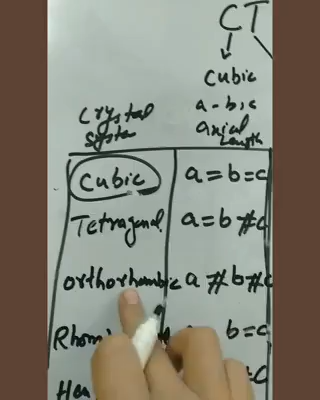 CT
Cubic
a-b,c
axial
Length
Crystal
System
Cubic a = b = c
Tetragonal a = b ≠ c
Orthorhombic a ≠ b ≠ c
b = c